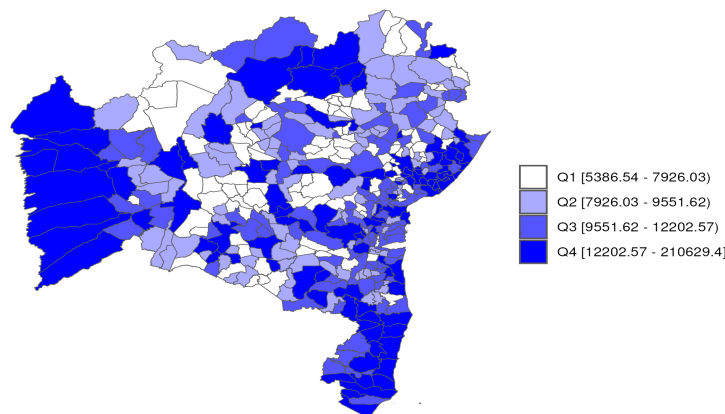 Q1 [5386.54 - 7926.03)
Q2 [7926.03 - 9551.62)
Q3 [9551.62 - 12202.57)
Q4 [12202.57 - 210629.4]